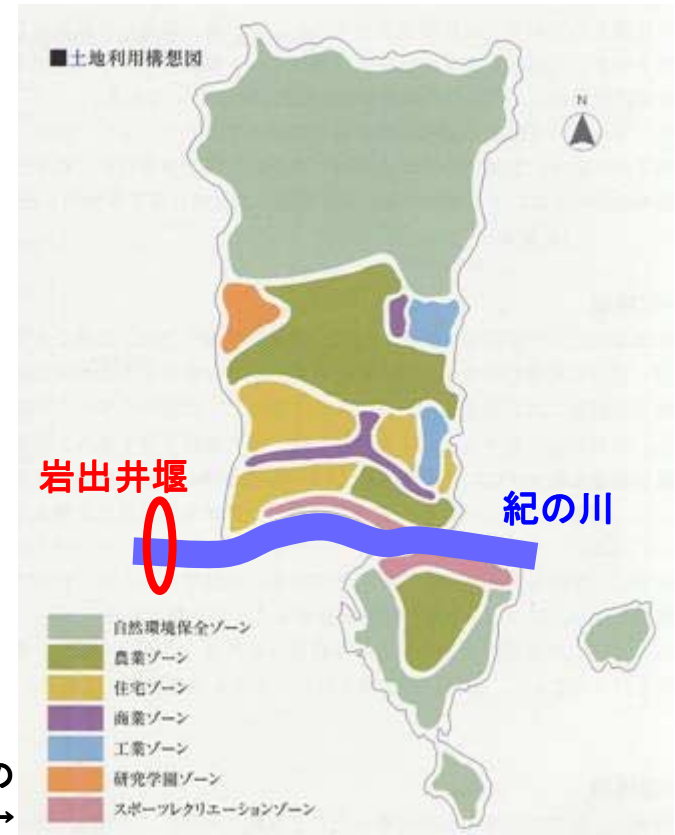 ■土地利用構想図
N
岩出井堰
紀の川
自然環境保全ゾーン
農業ゾーン
住宅ゾーン
商業ゾーン
工業ゾーン
研究学園ゾーン
スポーツレクリエーションゾーン
の
→